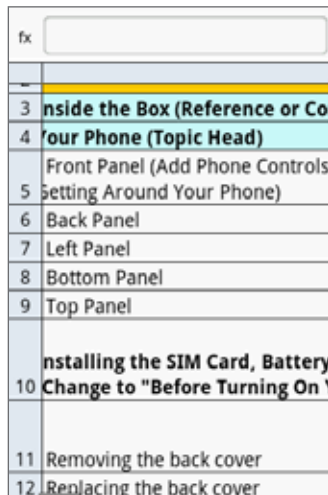 fx
3 nside the Box (Reference or Co
4 Your Phone (Topic Head)
Front Panel (Add Phone Controls
5 Getting Around Your Phone)
6 Back Panel
7 Left Panel
8 Bottom Panel
9 Top Panel
nstalling the SIM Card, Battery
10 Change to "Before Turning On Y
11 Removing the back cover
12 Replacing the back cover